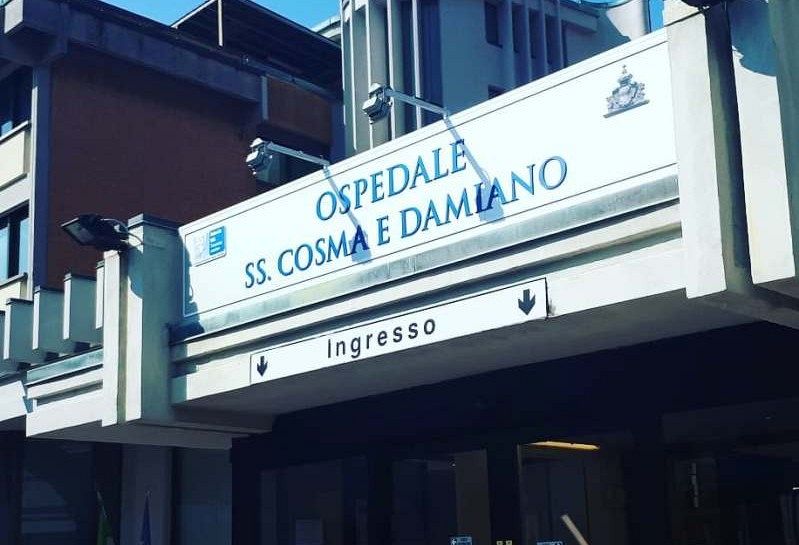 OSPEDALE
SS. COSMA E DAMIANO
Ingresso